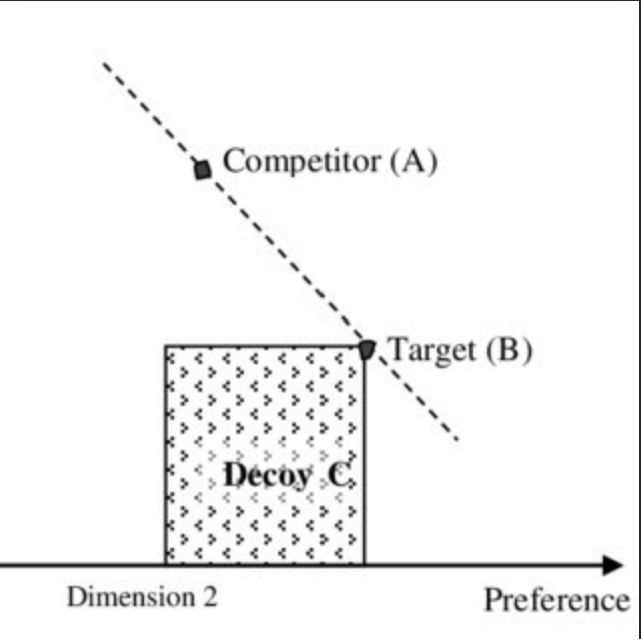 Competitor (A)
Target (B)
Decoy C
Dimension 2
Preference